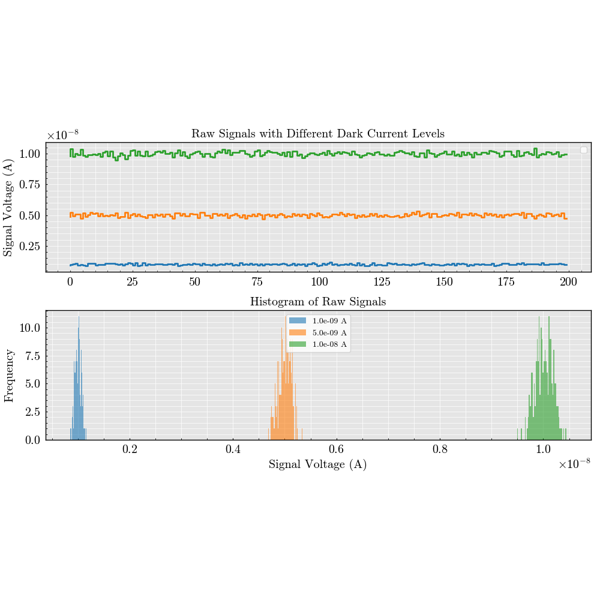 Raw Signals with Different Dark Current Levels
×10⁻⁸
Signal Voltage (A)
1.00
0.75
0.50
0.25
0 25 50 75 100 125 150 175 200
Histogram of Raw Signals
Frequency
10.0
7.5
5.0
2.5
0.0
1.0e-09 A
5.0e-09 A
1.0e-08 A
0.2 0.4 0.6 0.8 1.0
Signal Voltage (A)
×10⁻⁸